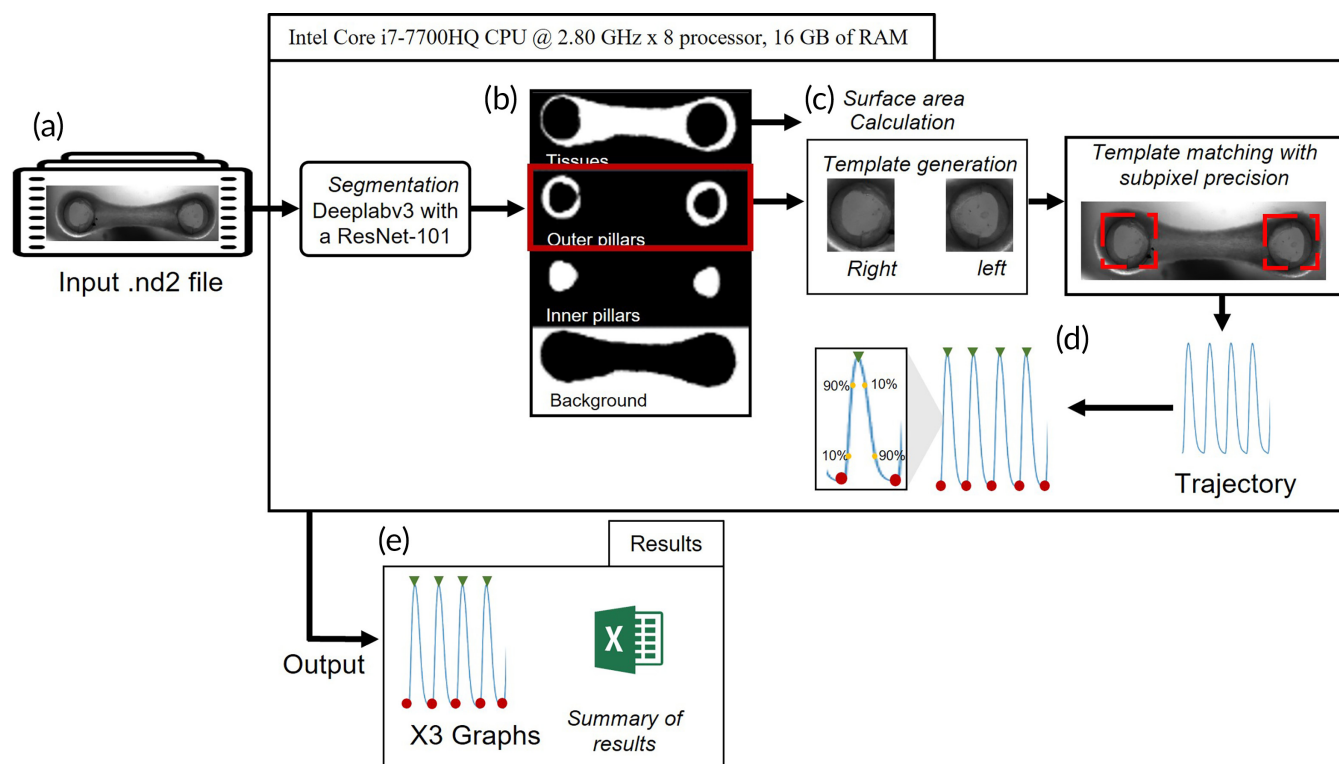 Intel Core i7-7700HQ CPU @ 2.80 GHz x 8 processor, 16 GB of RAM
(a)
Input .nd2 file
Segmentation
Deeplabv3 with
a ResNet-101
(b)
Tissues
Outer pillars
Inner pillars
Background
(c)
Surface area
Calculation
Template generation
Right
left
Template matching with
subpixel precision
(d)
90%
10%
10%
90%
Trajectory
Output
(e)
Results
X3 Graphs
X
Summary of
results